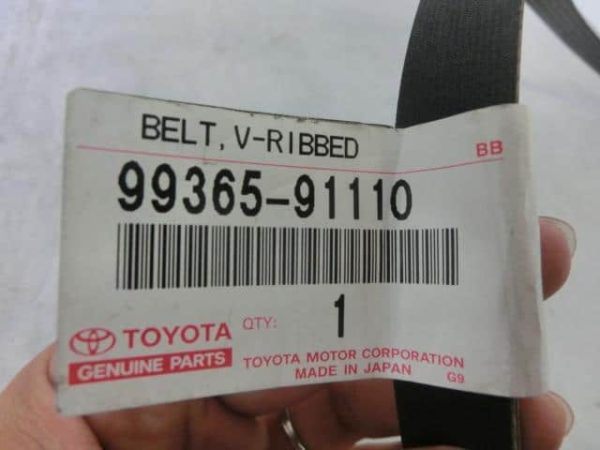 BELT, V-RIBBED
BB
99365-91110
TOYOTA
GENUINE PARTS
QTY: 1
TOYOTA MOTOR CORPORATION
MADE IN JAPAN
G9